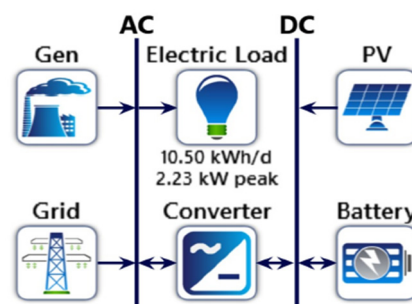 AC DC
Gen Electric Load PV
10.50 kWh/d
2.23 kW peak
Grid Converter Battery